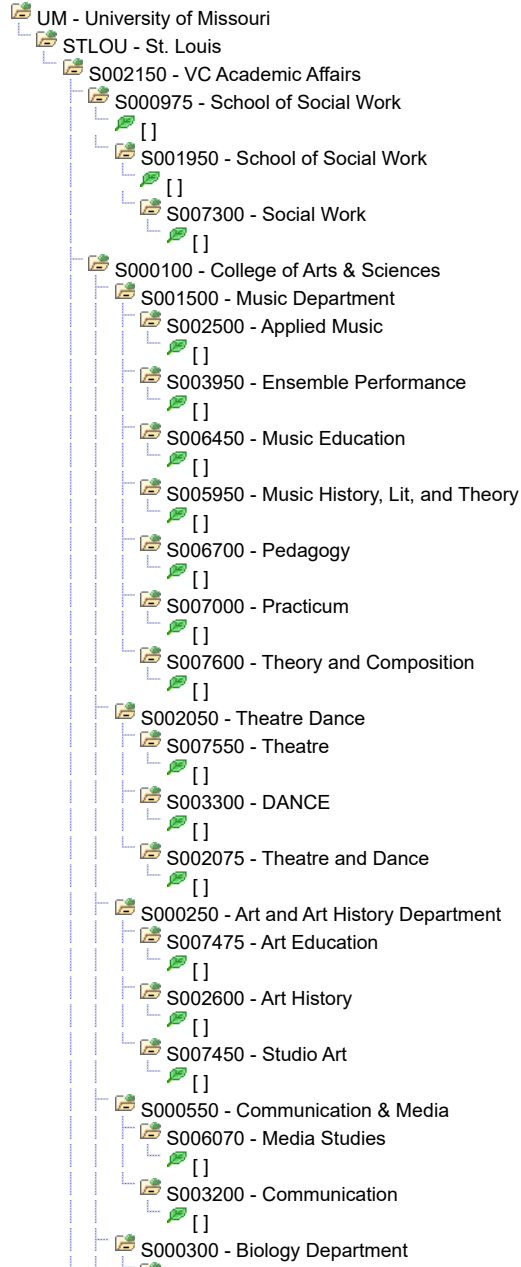 UM - University of Missouri
STLOU - St. Louis
S002150 - VC Academic Affairs
S000975 - School of Social Work
[ ]
S001950 - School of Social Work
[ ]
S007300 - Social Work
[ ]
S000100 - College of Arts & Sciences
S001500 - Music Department
S002500 - Applied Music
[ ]
S003950 - Ensemble Performance
[ ]
S006450 - Music Education
[ ]
S005950 - Music History, Lit, and Theory
[ ]
S006700 - Pedagogy
[ ]
S007000 - Practicum
[ ]
S007600 - Theory and Composition
[ ]
S002050 - Theatre Dance
S007550 - Theatre
[ ]
S003300 - DANCE
[ ]
S002075 - Theatre and Dance
[ ]
S000250 - Art and Art History Department
S007475 - Art Education
[ ]
S002600 - Art History
[ ]
S007450 - Studio Art
[ ]
S000550 - Communication & Media
S006070 - Media Studies
[ ]
S003200 - Communication
[ ]
S000300 - Biology Department